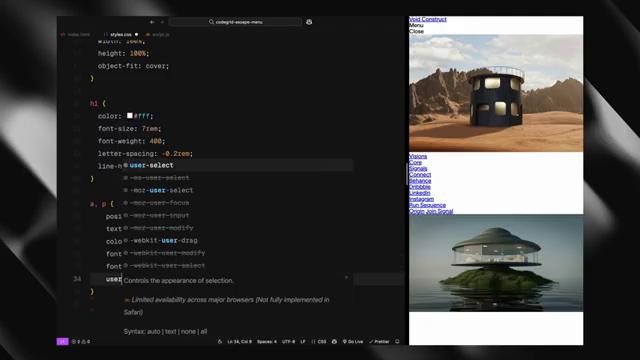 codegrid-escape-menu
index.html
styles.css
script.js
width: 100%;
height: 100%;
object-fit: cover;
}
h1 {
color: #fff;
font-size: 7rem;
font-weight: 400;
letter-spacing: -0.2rem;
line-h
}
a, p {
posi
text
colo
font
font
34 user
}
user-select
-ms-user-select
-moz-user-select
-moz-user-focus
-moz-user-input
-moz-user-modify
-webkit-user-drag
-webkit-user-modify
-webkit-user-select
Controls the appearance of selection.
Limited availability across major browsers (Not fully implemented in
Safari)
Syntax: auto | text | none | all
0 0
Ln 34, Col 9
Spaces: 4
UTF-8
LF
CSS
Go Live
Prettier
Void Construct
Menu
Close
Visions
Core
Signals
Connect
Behance
Dribbble
LinkedIn
Instagram
Run Sequence
Origin Join Signal